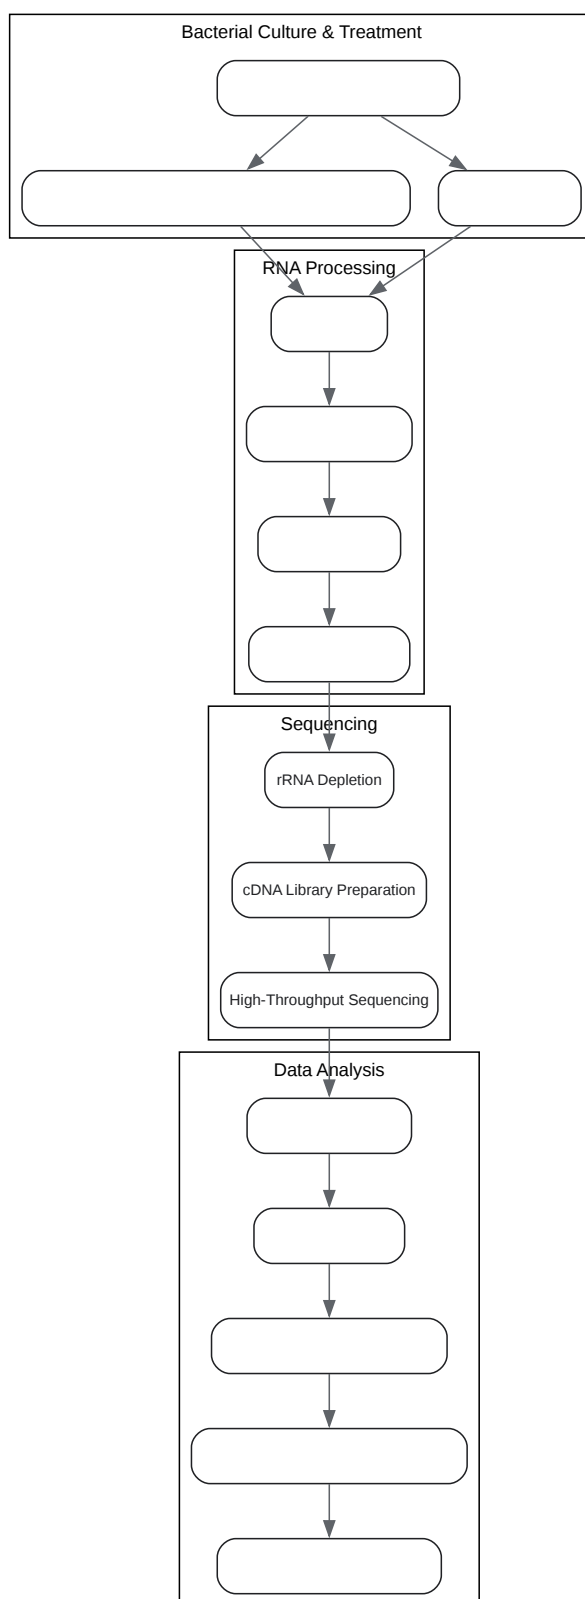 Bacterial Culture & Treatment
RNA Processing
Sequencing
rRNA Depletion
cDNA Library Preparation
High-Throughput Sequencing
Data Analysis